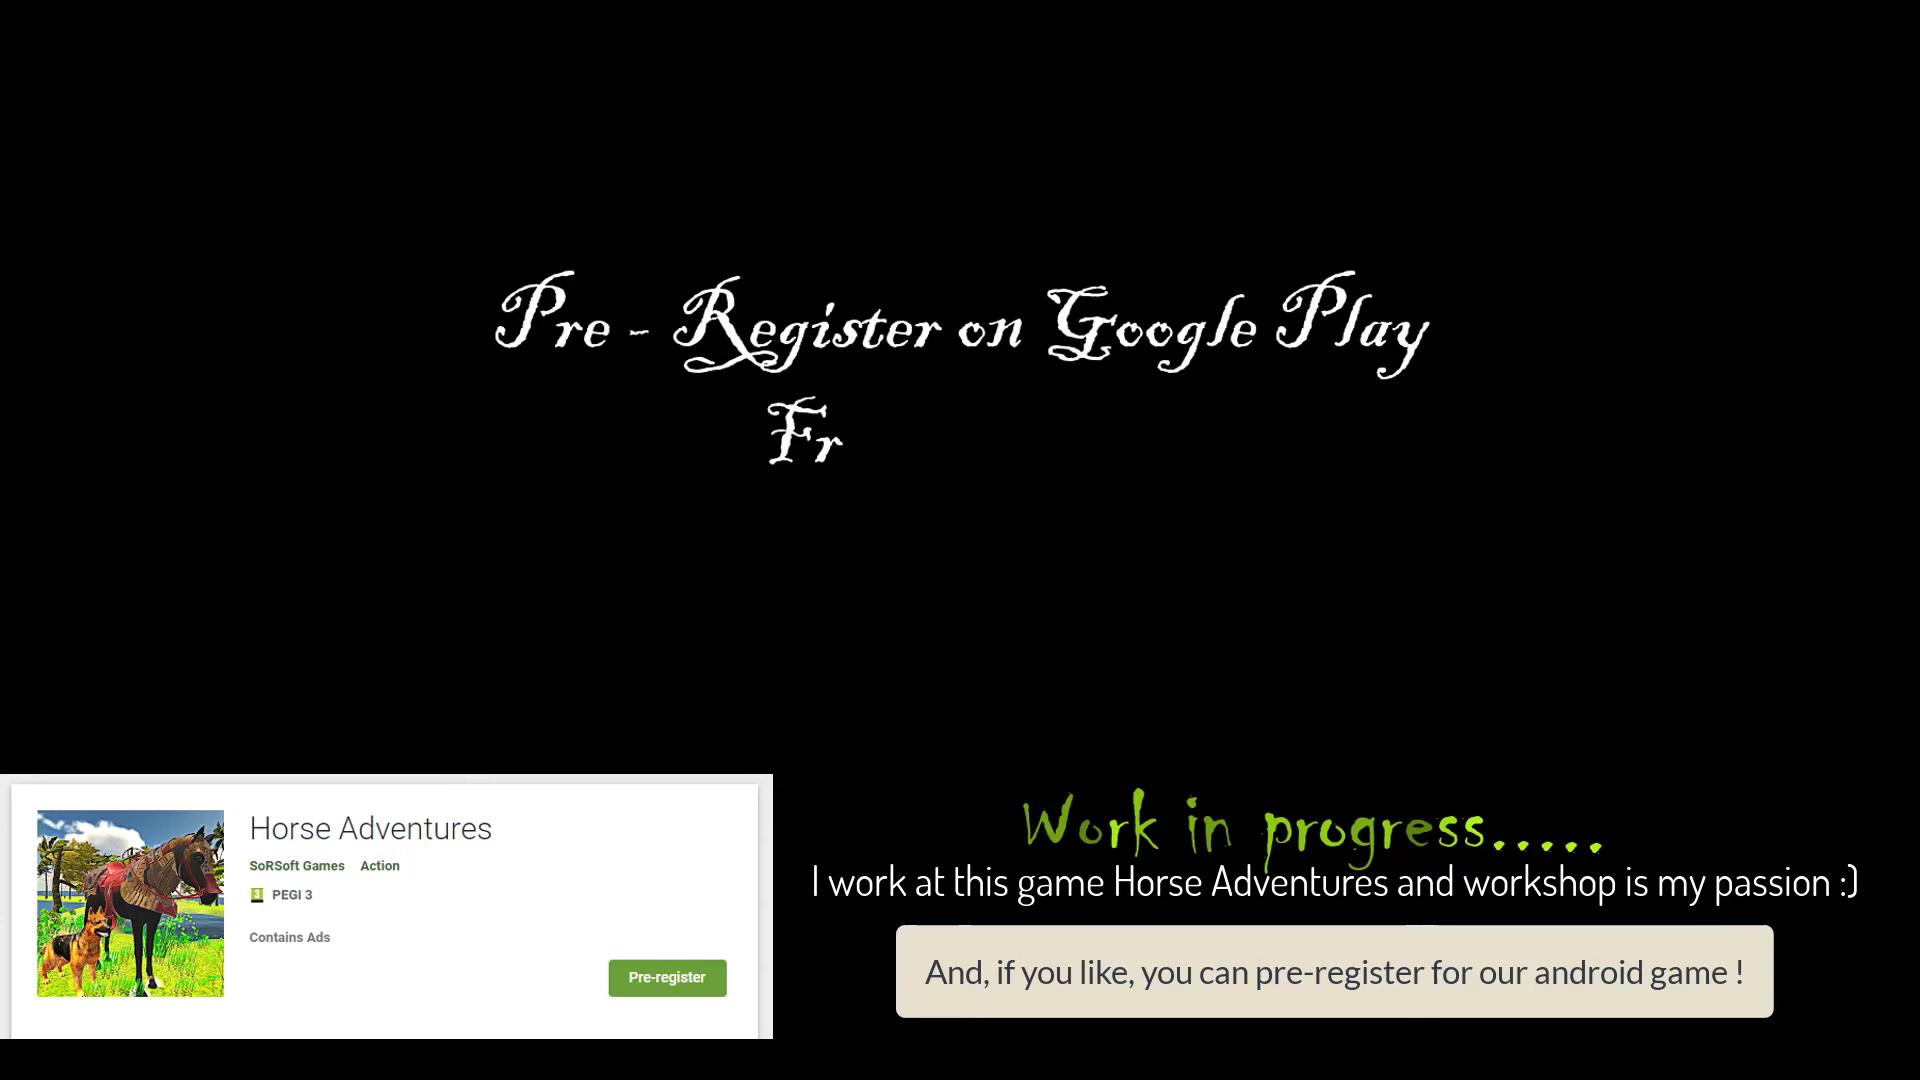 Pre - Register on Google Play
Fr
Horse Adventures
SoRSoft Games Action
3 PEGI 3
Contains Ads
Pre-register
Work in progress.....
I work at this game Horse Adventures and workshop is my passion :)
And, if you like, you can pre-register for our android game !